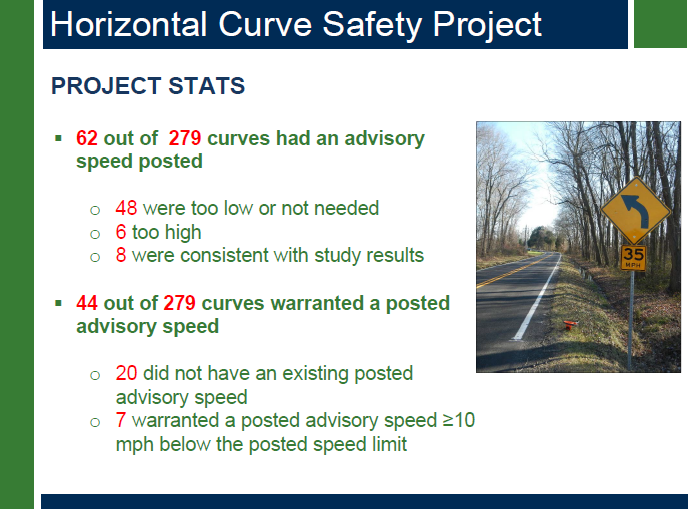 Horizontal Curve Safety Project
PROJECT STATS
▪ 62 out of 279 curves had an advisory
speed posted
o 48 were too low or not needed
o 6 too high
o 8 were consistent with study results
▪ 44 out of 279 curves warranted a posted
advisory speed
o 20 did not have an existing posted
advisory speed
o 7 warranted a posted advisory speed ≥10
mph below the posted speed limit
35
MPH